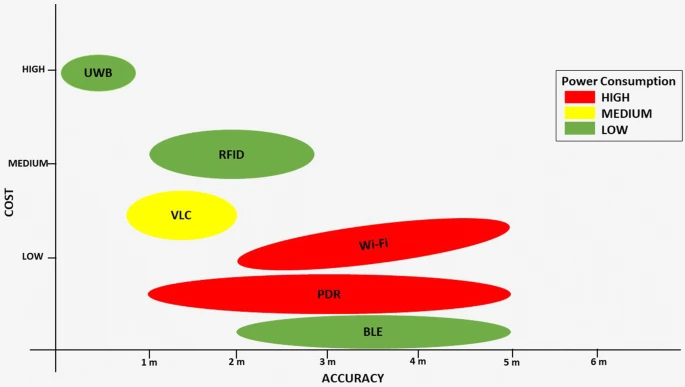 HIGH
UWB
Power Consumption
HIGH
MEDIUM
LOW
RFID
MEDIUM
COST
VLC
Wi-Fi
LOW
PDR
BLE
1 m
2 m
3 m
4 m
5 m
6 m
ACCURACY